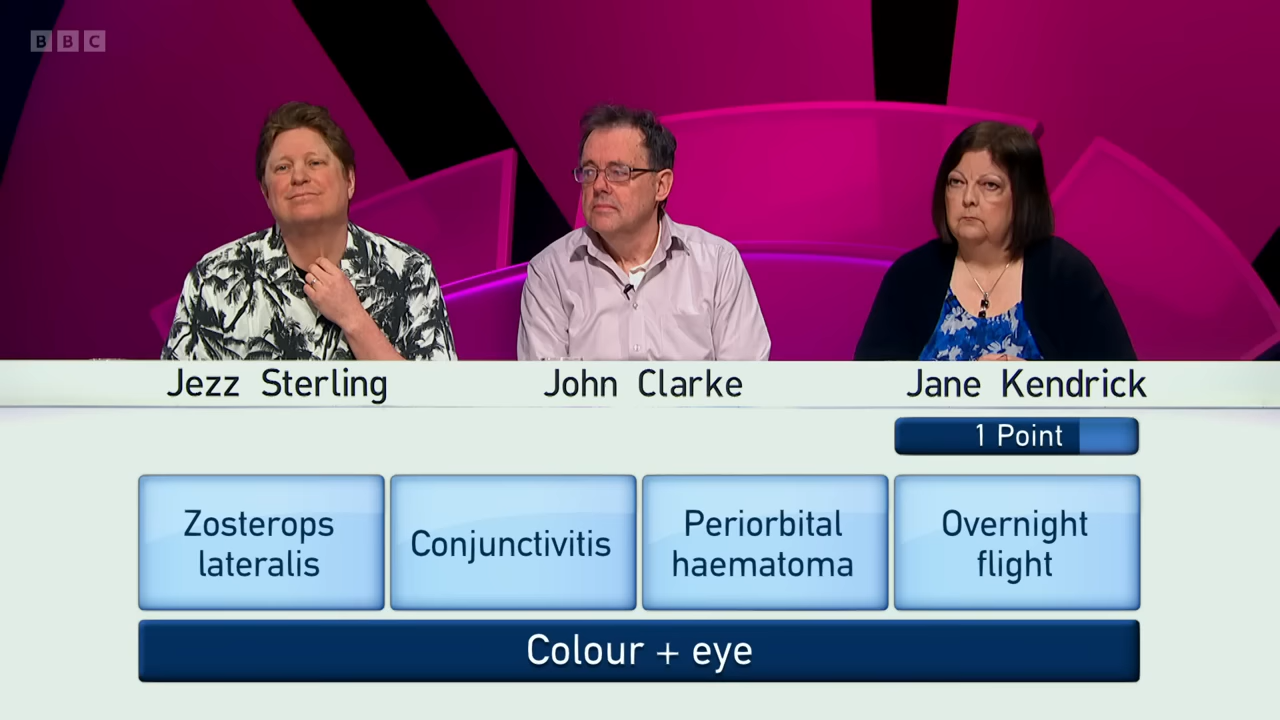 BBC
Jezz Sterling
John Clarke
Jane Kendrick
1 Point
Zosterops
lateralis
Conjunctivitis
Periorbital
haematoma
Overnight
flight
Colour + eye